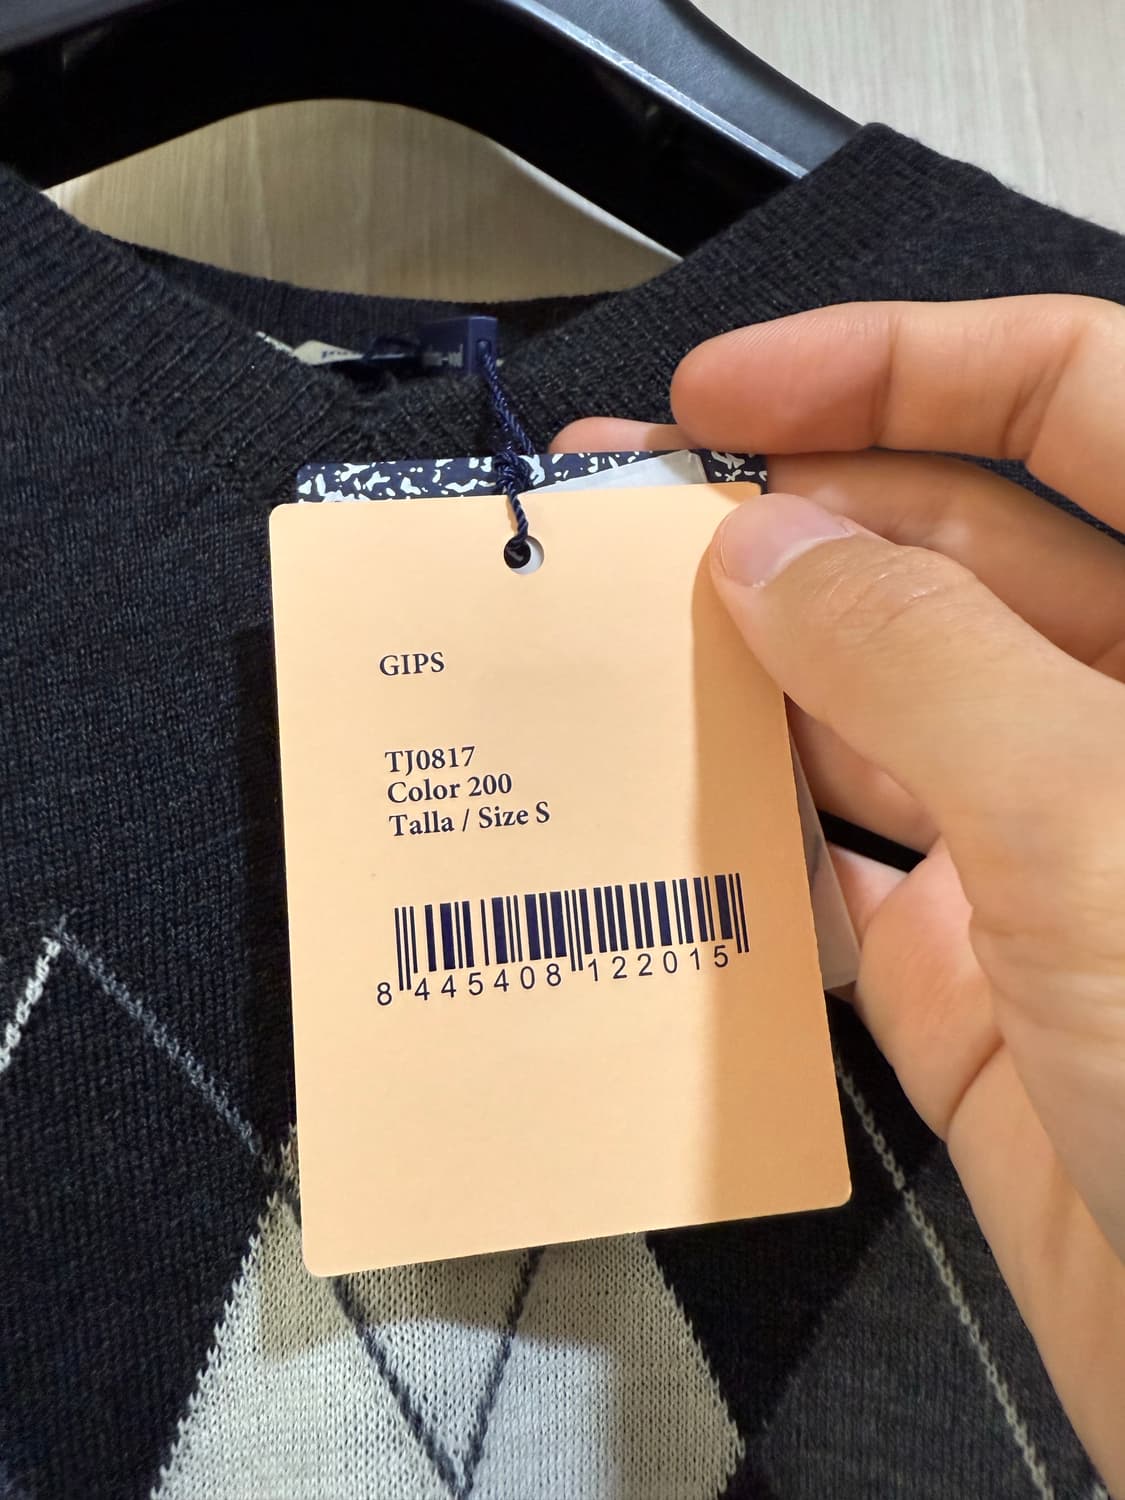 GIPS
TJ0817
Color 200
Talla / Size S
8 445408 122015